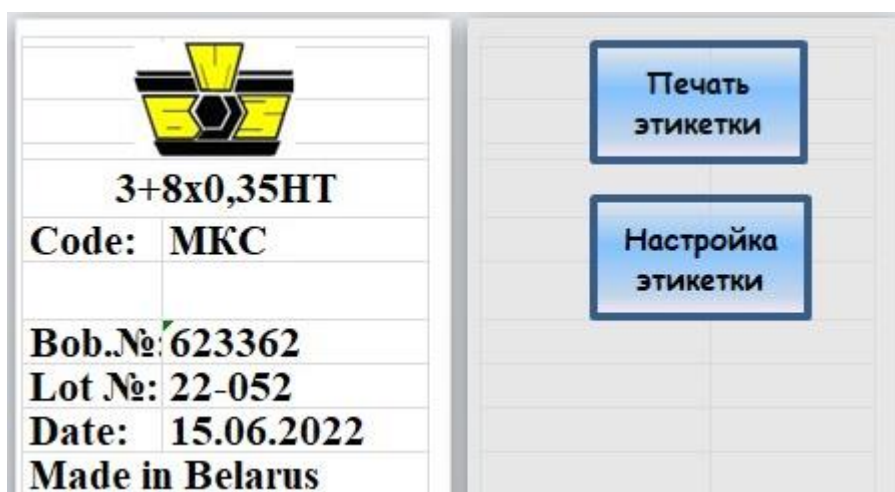 3+8x0,35HT
Code: МКС
Bob.№: 623362
Lot №: 22-052
Date: 15.06.2022
Made in Belarus
Печать
этикетки
Настройка
этикетки